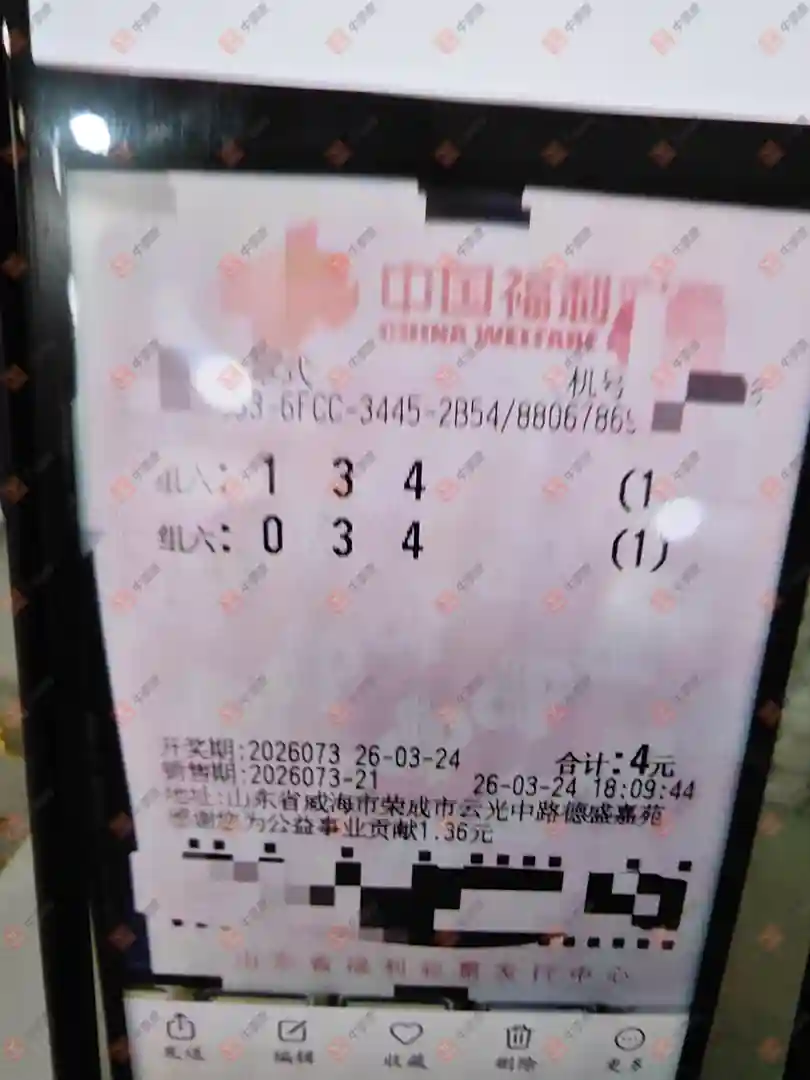 中国福利
CHINA WELFARE
机号
6FCC-3445-2B54/88067/86
组六: 1 3 4 (1
组六: 0 3 4 (1)
开奖期:2026073 26-03-24 合计:4元
销售期:2026073-21 26-03-24 18:09:44
地址:山东省威海市荣成市云光中路德盛嘉苑
感谢您为公益事业贡献1.36元
山东省福利彩票发行中心
发送 编辑 收藏 删除 更多